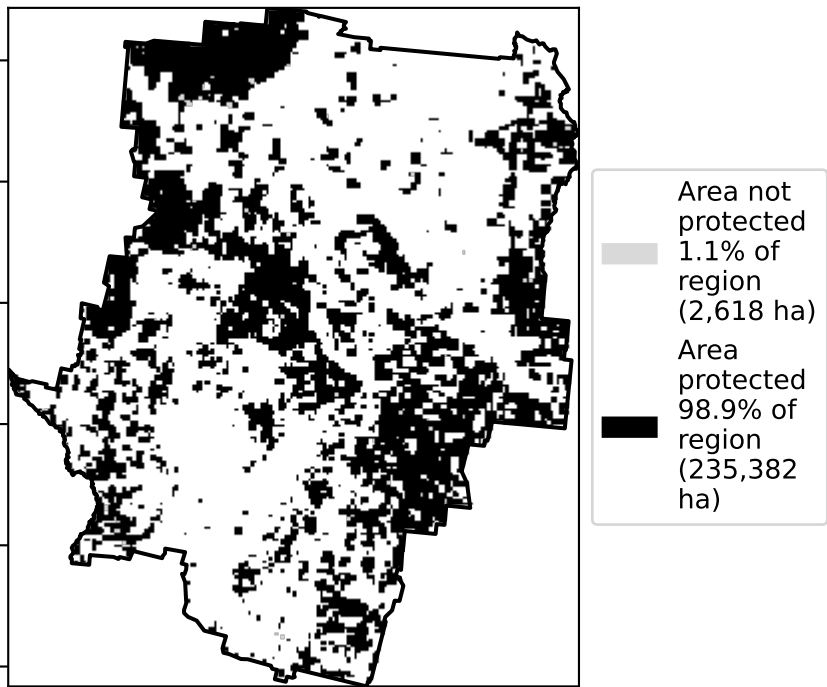 Area not
protected
1.1% of
region
(2,618 ha)
Area
protected
98.9% of
region
(235,382
ha)